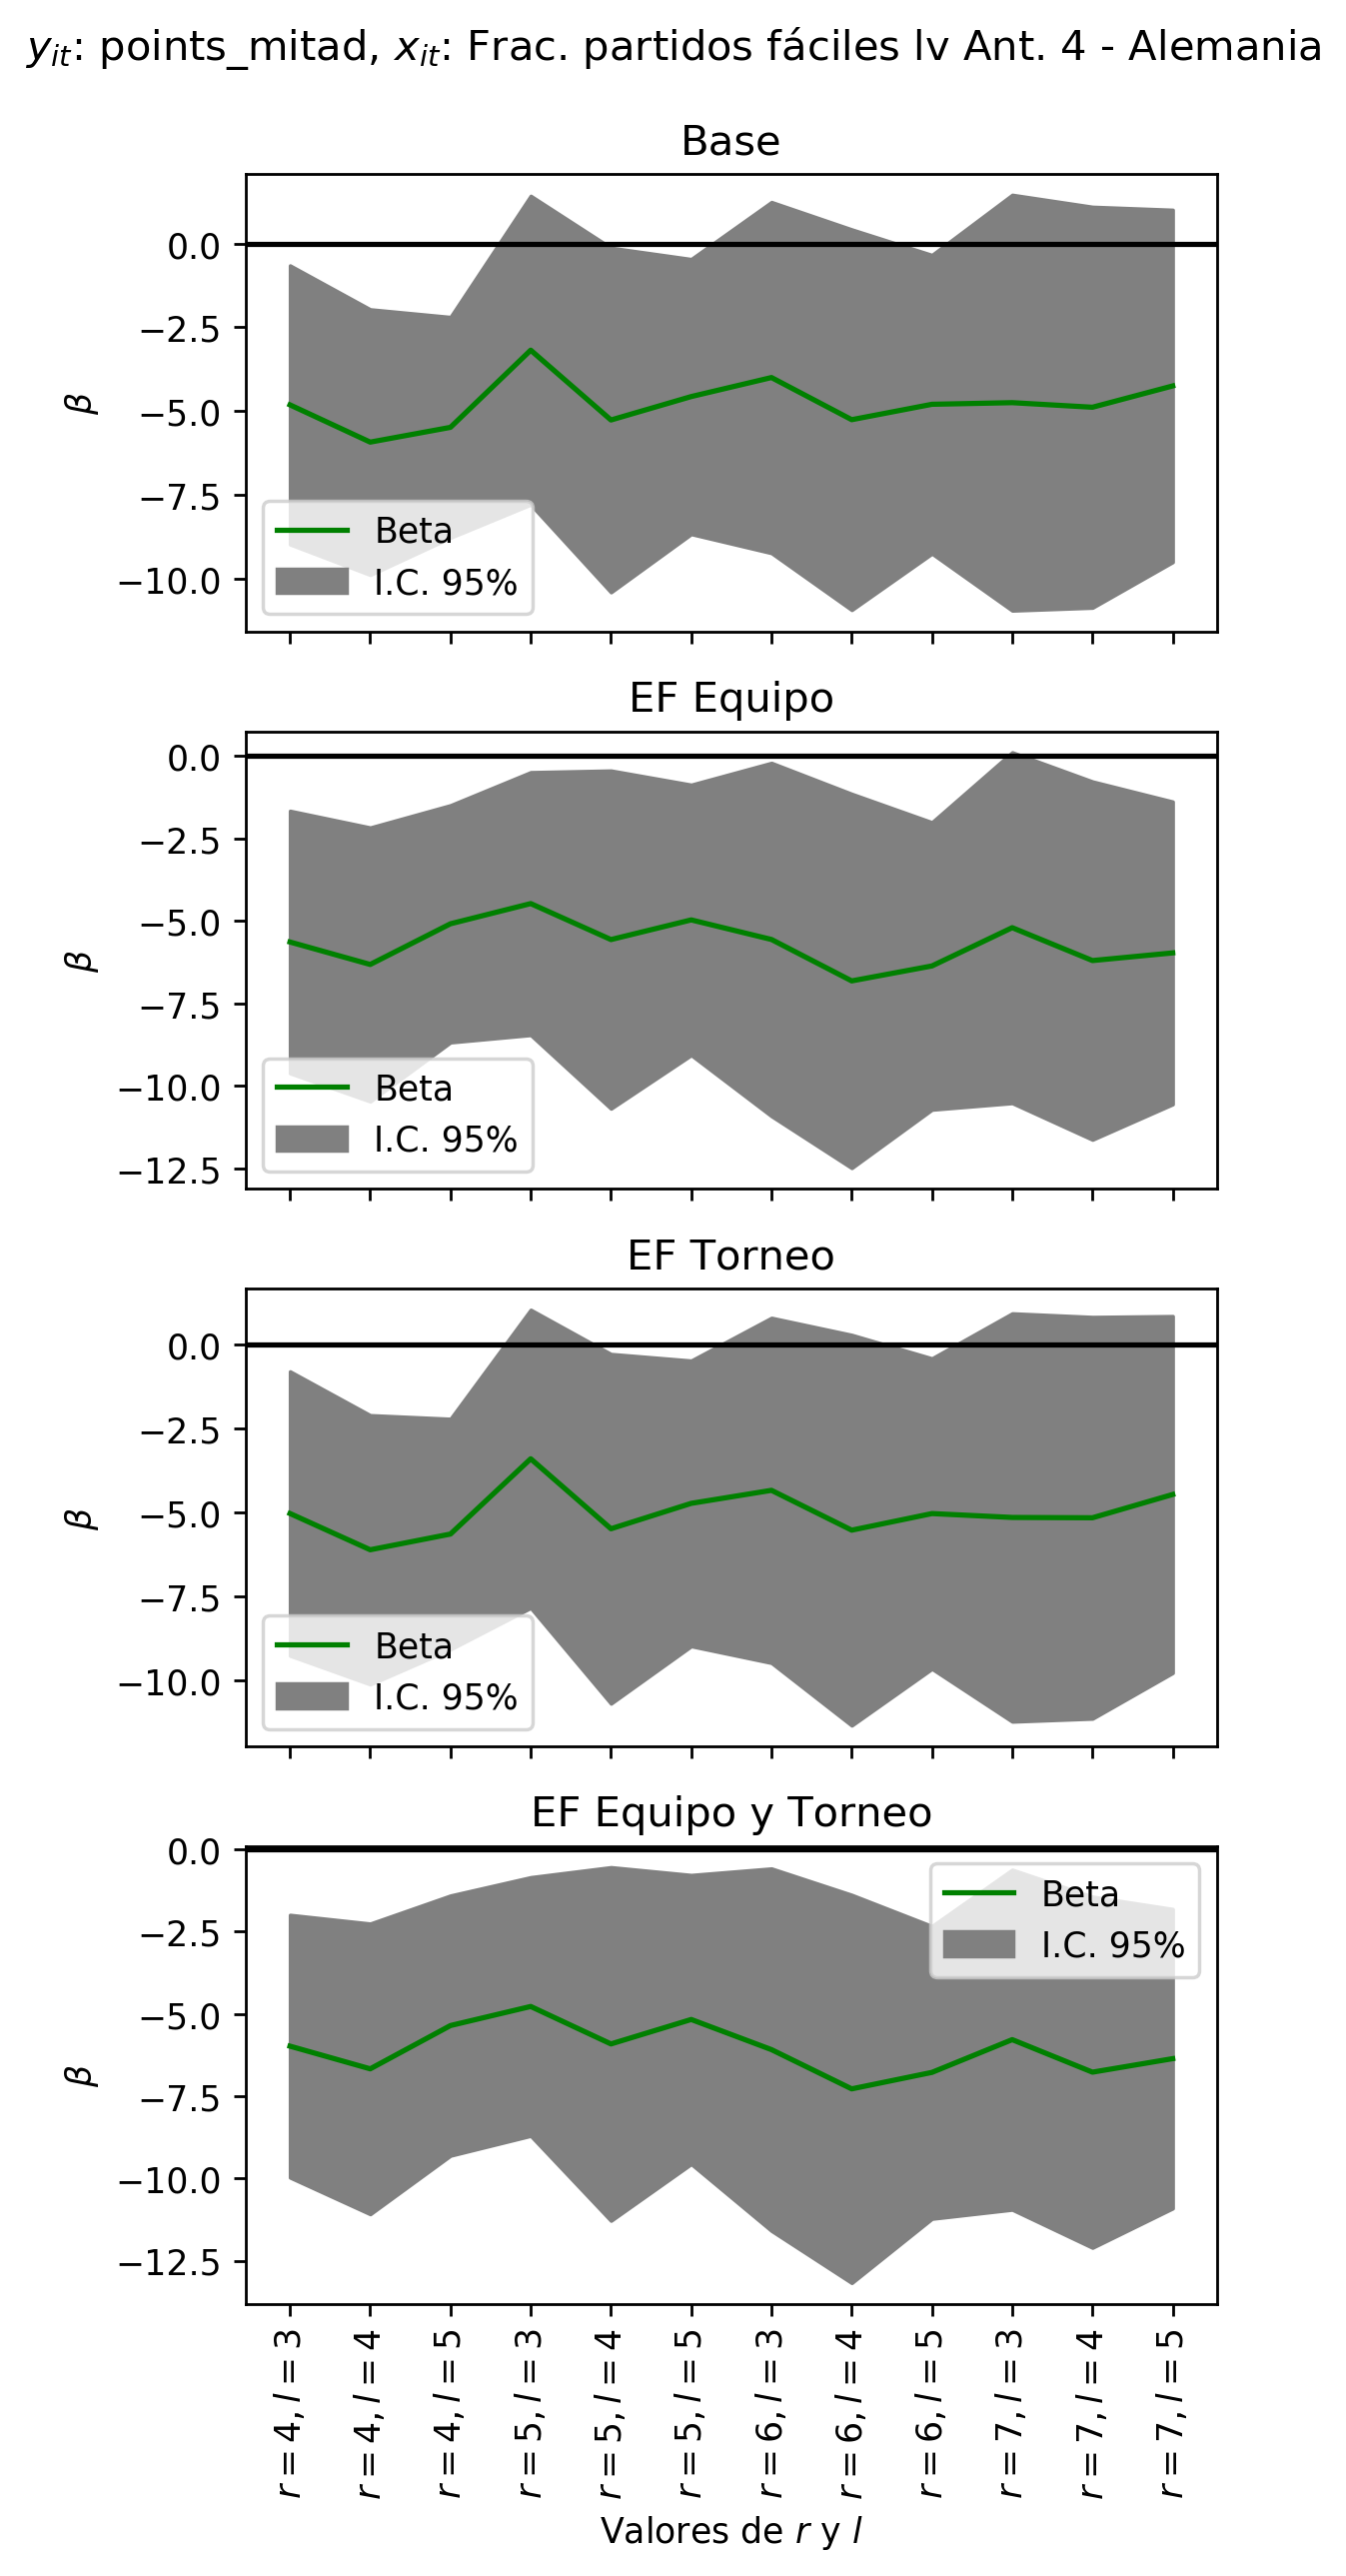 y_it: points_mitad, x_it: Frac. partidos fáciles lv Ant. 4 - Alemania
Base
0.0
−2.5
−5.0
−7.5
−10.0
β
Beta
I.C. 95%
EF Equipo
0.0
−2.5
−5.0
−7.5
−10.0
−12.5
β
Beta
I.C. 95%
EF Torneo
0.0
−2.5
−5.0
−7.5
−10.0
β
Beta
I.C. 95%
EF Equipo y Torneo
0.0
−2.5
−5.0
−7.5
−10.0
−12.5
β
Beta
I.C. 95%
r = 4, l = 3
r = 4, l = 4
r = 4, l = 5
r = 5, l = 3
r = 5, l = 4
r = 5, l = 5
r = 6, l = 3
r = 6, l = 4
r = 6, l = 5
r = 7, l = 3
r = 7, l = 4
r = 7, l = 5
Valores de r y l